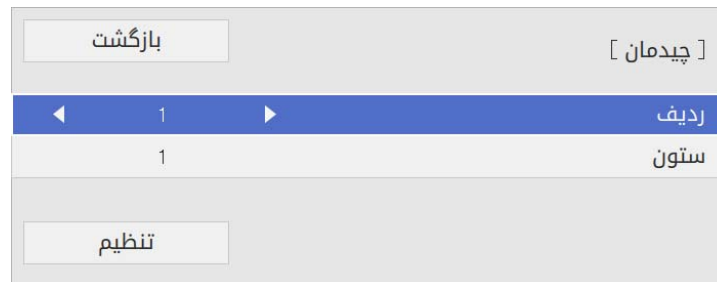 [ چیدمان ]
بازگشت
ردیف 1
ستون 1
تنظیم